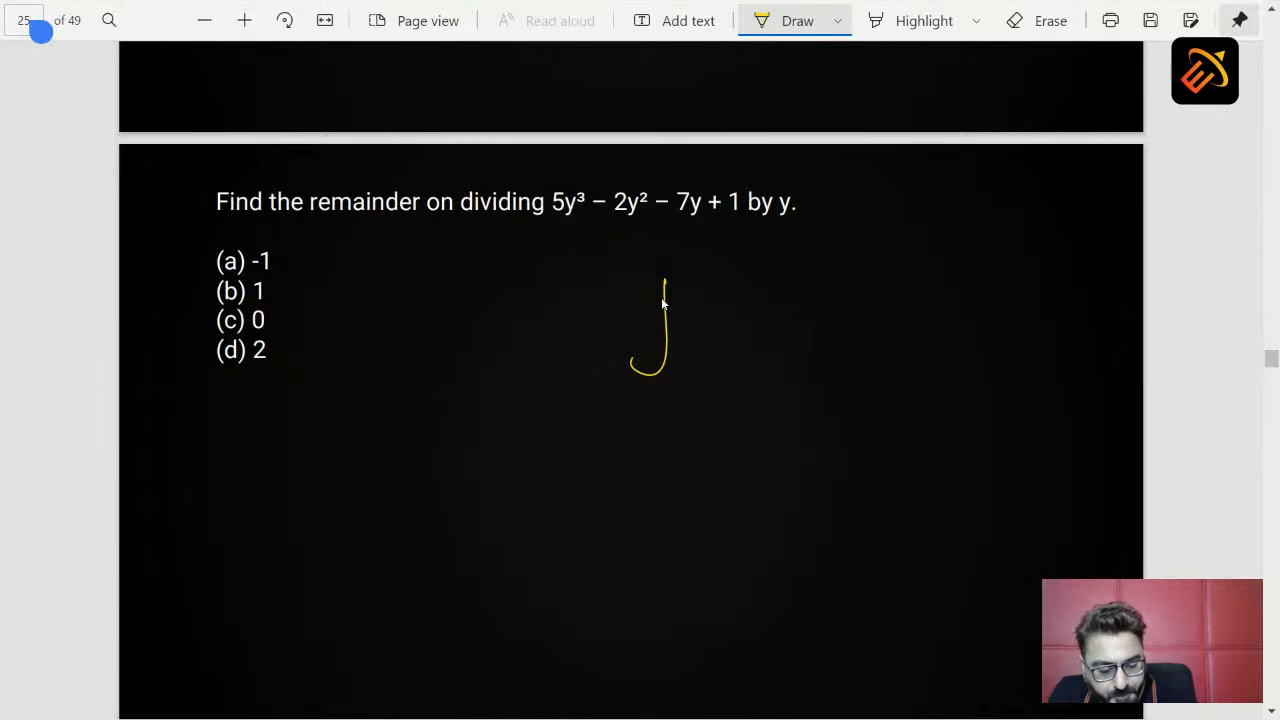 25 of 49 Page view Read aloud Add text Draw Highlight Erase
Find the remainder on dividing 5y³ − 2y² − 7y + 1 by y.
(a) -1
(b) 1
(c) 0
(d) 2